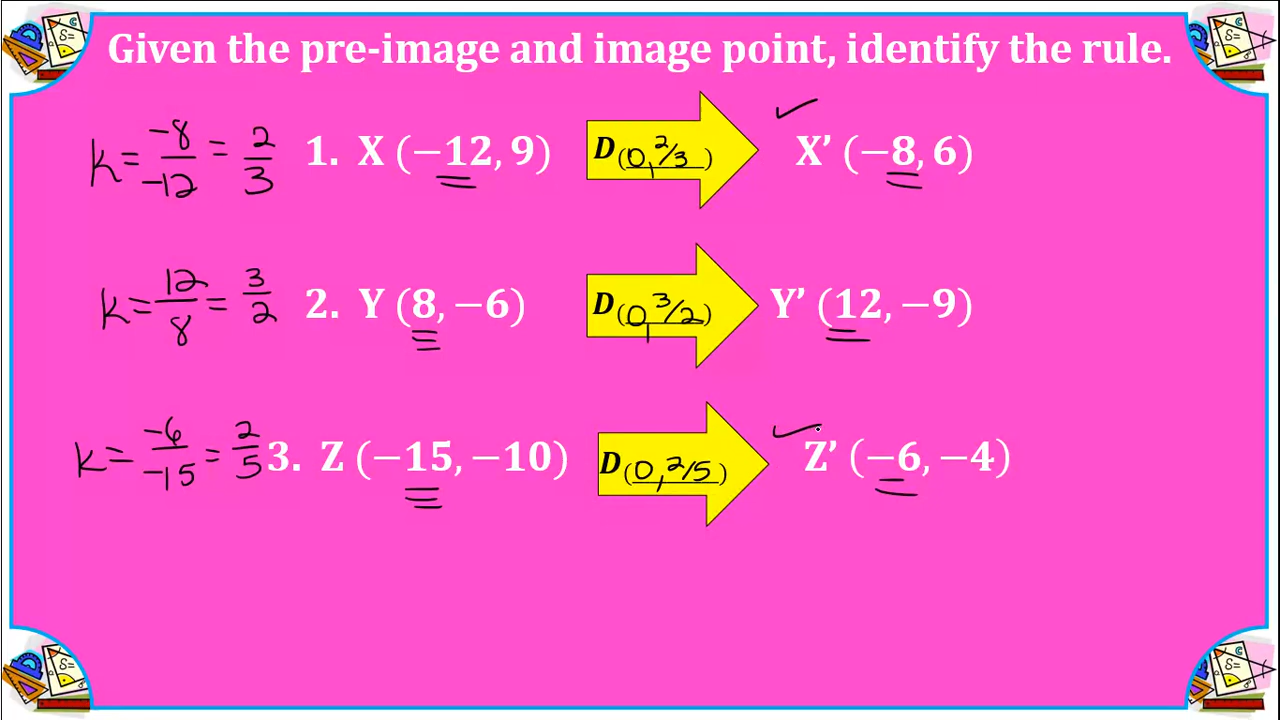 Given the pre-image and image point, identify the rule.
k = -8/-12 = 2/3 1. X (−12, 9) D(0, 2/3) X’ (−8, 6)
k = 12/8 = 3/2 2. Y (8, −6) D(0, 3/2) Y’ (12, −9)
k = -6/-15 = 2/5 3. Z (−15, −10) D(0, 2/5) Z’ (−6, −4)